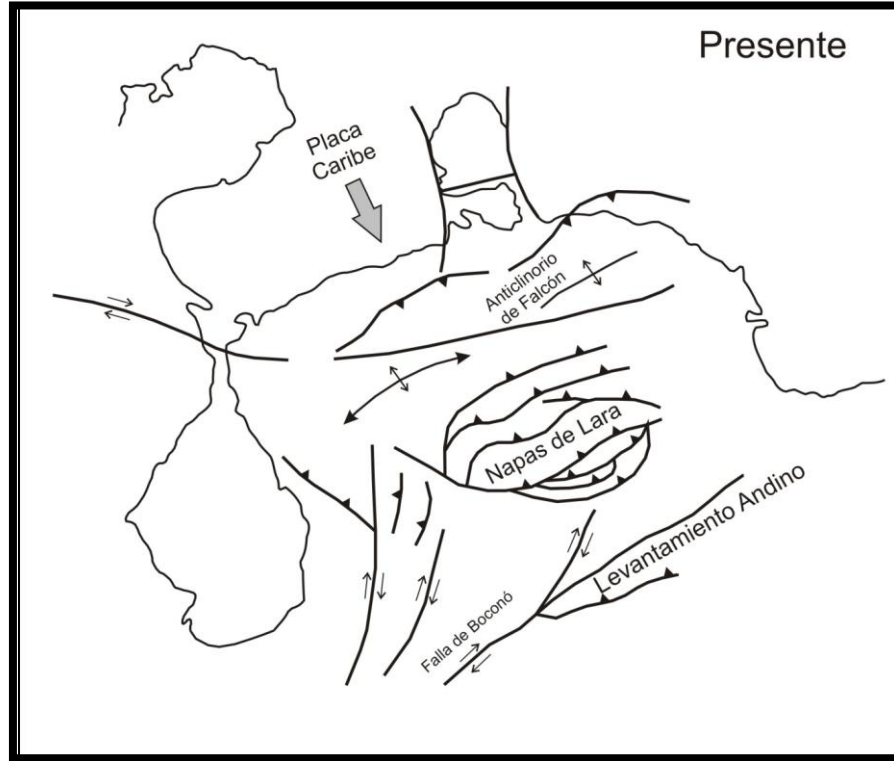 Presente
Placa
Caribe
Anticlinorio
de Falcón
Napas de Lara
Levantamiento Andino
Falla de Boconó